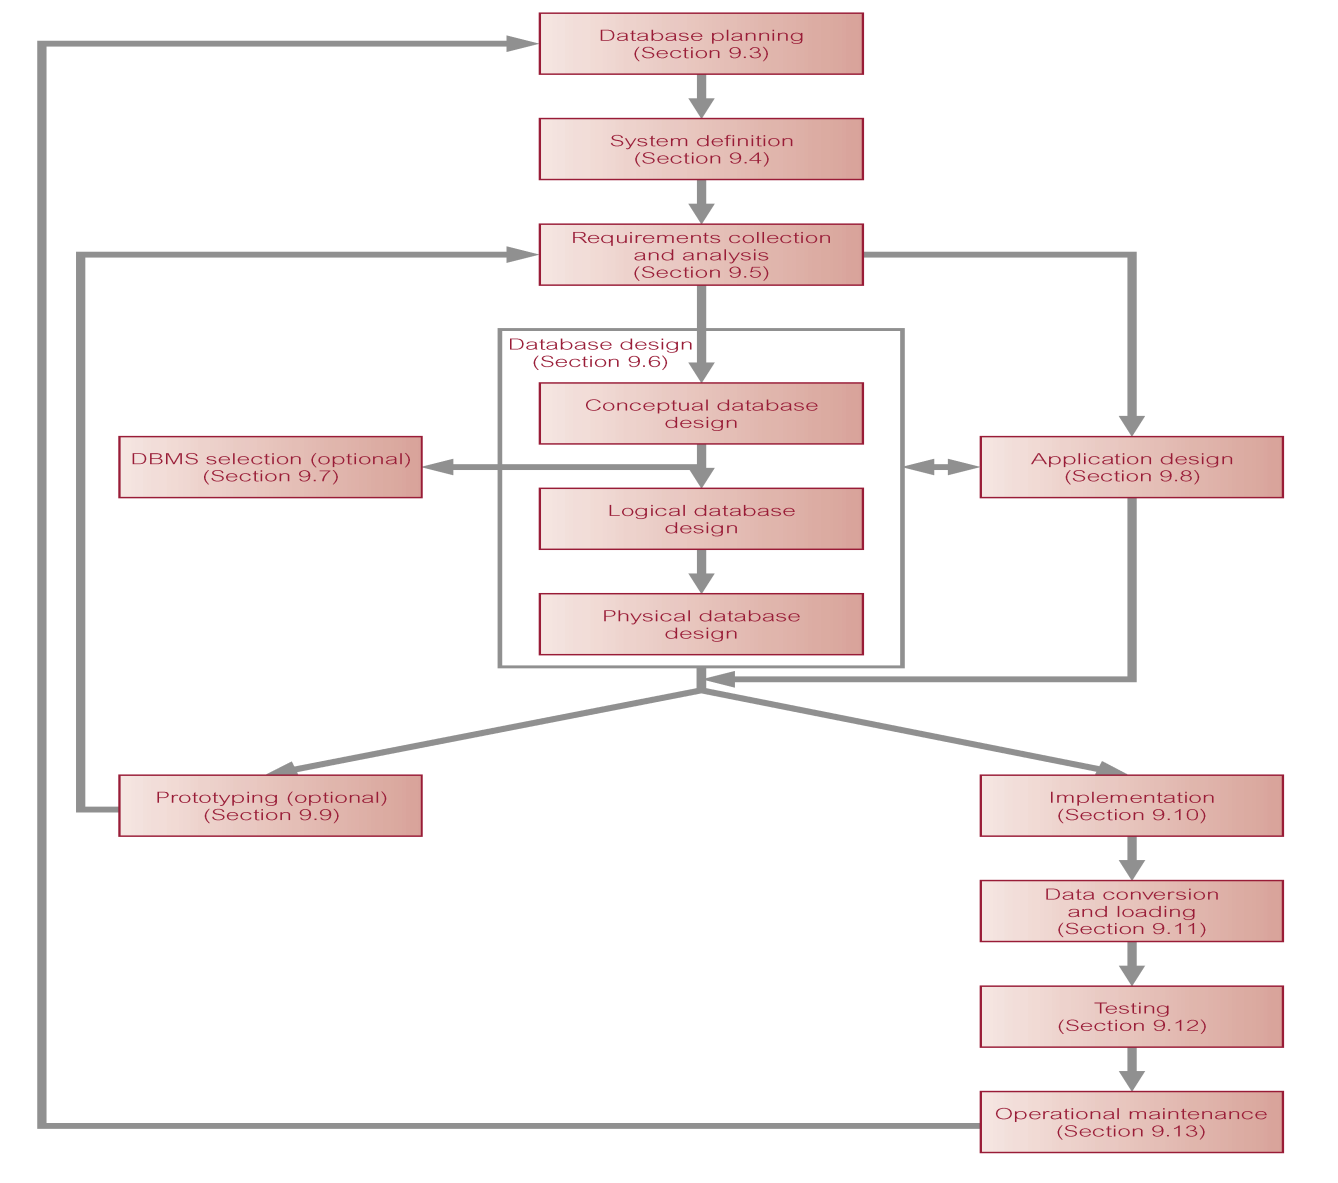 Database planning
(Section 9.3)
System definition
(Section 9.4)
Requirements collection
and analysis
(Section 9.5)
Database design
(Section 9.6)
Conceptual database
design
DBMS selection (optional)
(Section 9.7)
Application design
(Section 9.8)
Logical database
design
Physical database
design
Prototyping (optional)
(Section 9.9)
Implementation
(Section 9.10)
Data conversion
and loading
(Section 9.11)
Testing
(Section 9.12)
Operational maintenance
(Section 9.13)